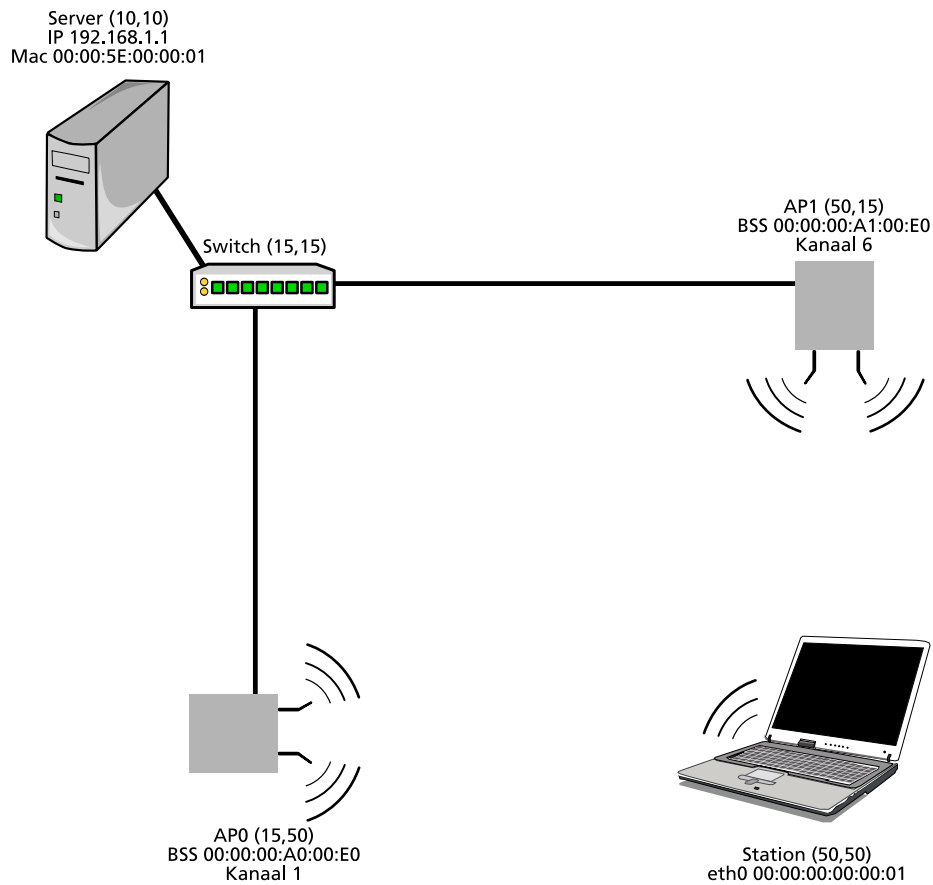 Server (10,10)
IP 192.168.1.1
Mac 00:00:5E:00:00:01
Switch (15,15)
AP1 (50,15)
BSS 00:00:00:A1:00:E0
Kanaal 6
AP0 (15,50)
BSS 00:00:00:A0:00:E0
Kanaal 1
Station (50,50)
eth0 00:00:00:00:00:01